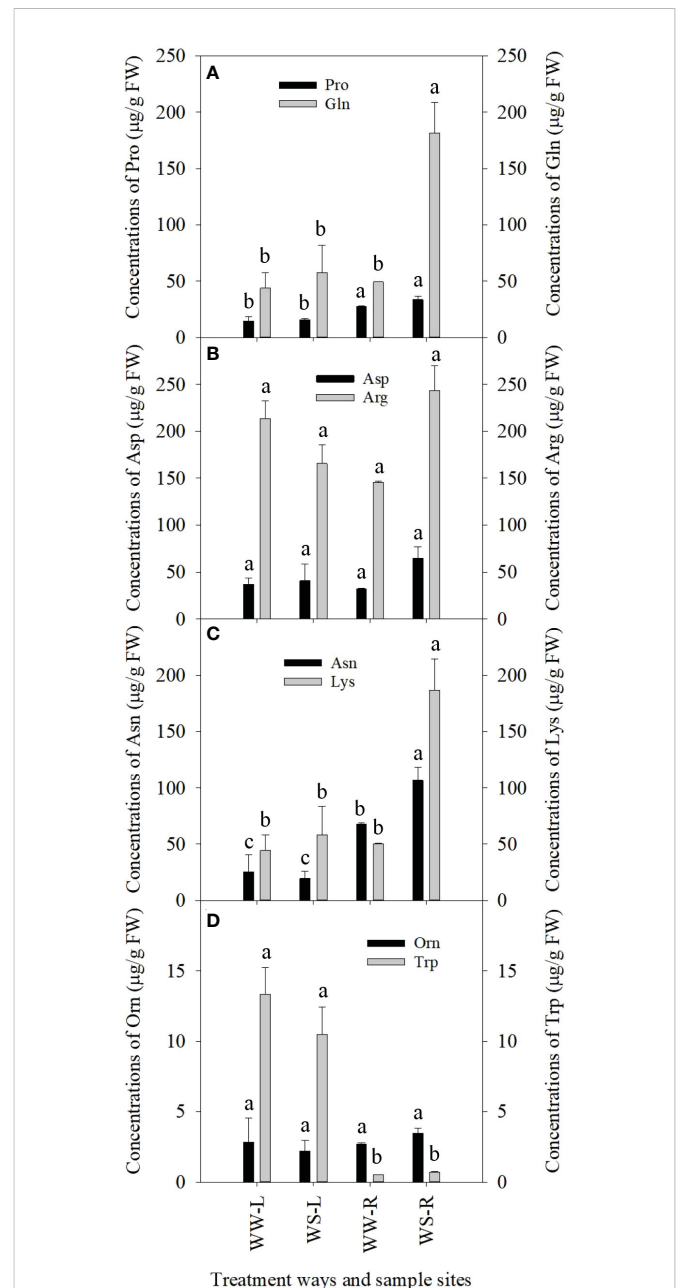 A
Pro
Gln
Concentrations of Pro (µg/g FW)
250
200
150
100
50
0
b
b
b
b
a
b
a
a
250
200
150
100
50
0
Concentrations of Gln (µg/g FW)
B
Asp
Arg
Concentrations of Asp (µg/g FW)
250
200
150
100
50
0
a
a
a
a
a
a
a
a
250
200
150
100
50
0
Concentrations of Arg (µg/g FW)
C
Asn
Lys
Concentrations of Asn (µg/g FW)
200
150
100
50
0
c
b
c
b
b
b
a
a
200
150
100
50
0
Concentrations of Lys (µg/g FW)
D
Orn
Trp
Concentrations of Orn (µg/g FW)
15
10
5
0
a
a
a
a
a
b
a
b
15
10
5
0
Concentrations of Trp (µg/g FW)
WW-L
WS-L
WW-R
WS-R
Treatment ways and sample sites